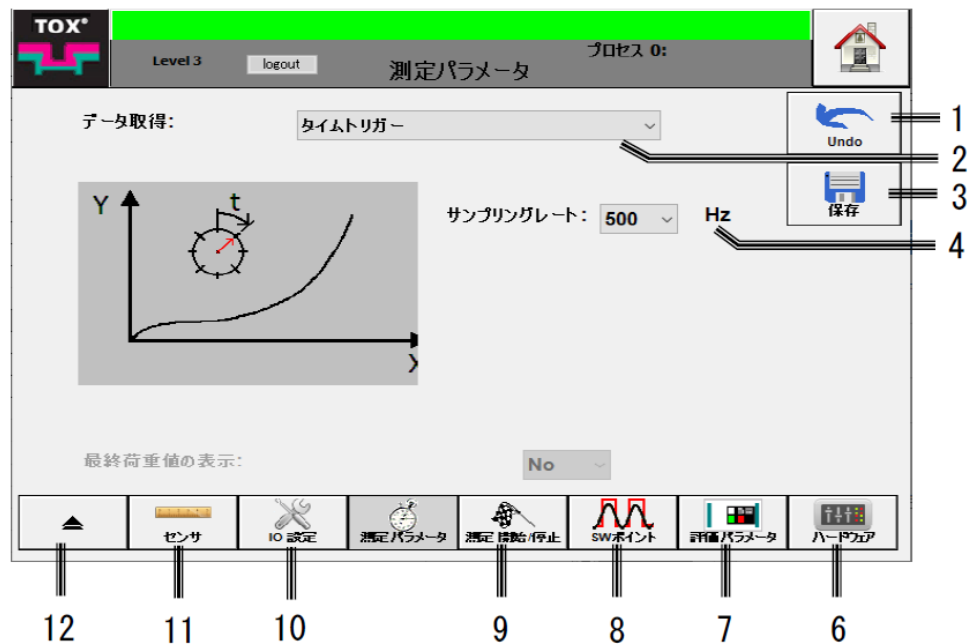 TOX®
Level 3
logout
プロセス 0:
測定パラメータ
データ取得:
タイムトリガー
Undo
1
2
保存
3
Y
t
サンプリングレート:
500
Hz
4
X
最終荷重値の表示:
No
センサ
IO 設定
測定パラメータ
測定 開始/停止
SWポイント
評価パラメータ
ハードウェア
12
11
10
9
8
7
6